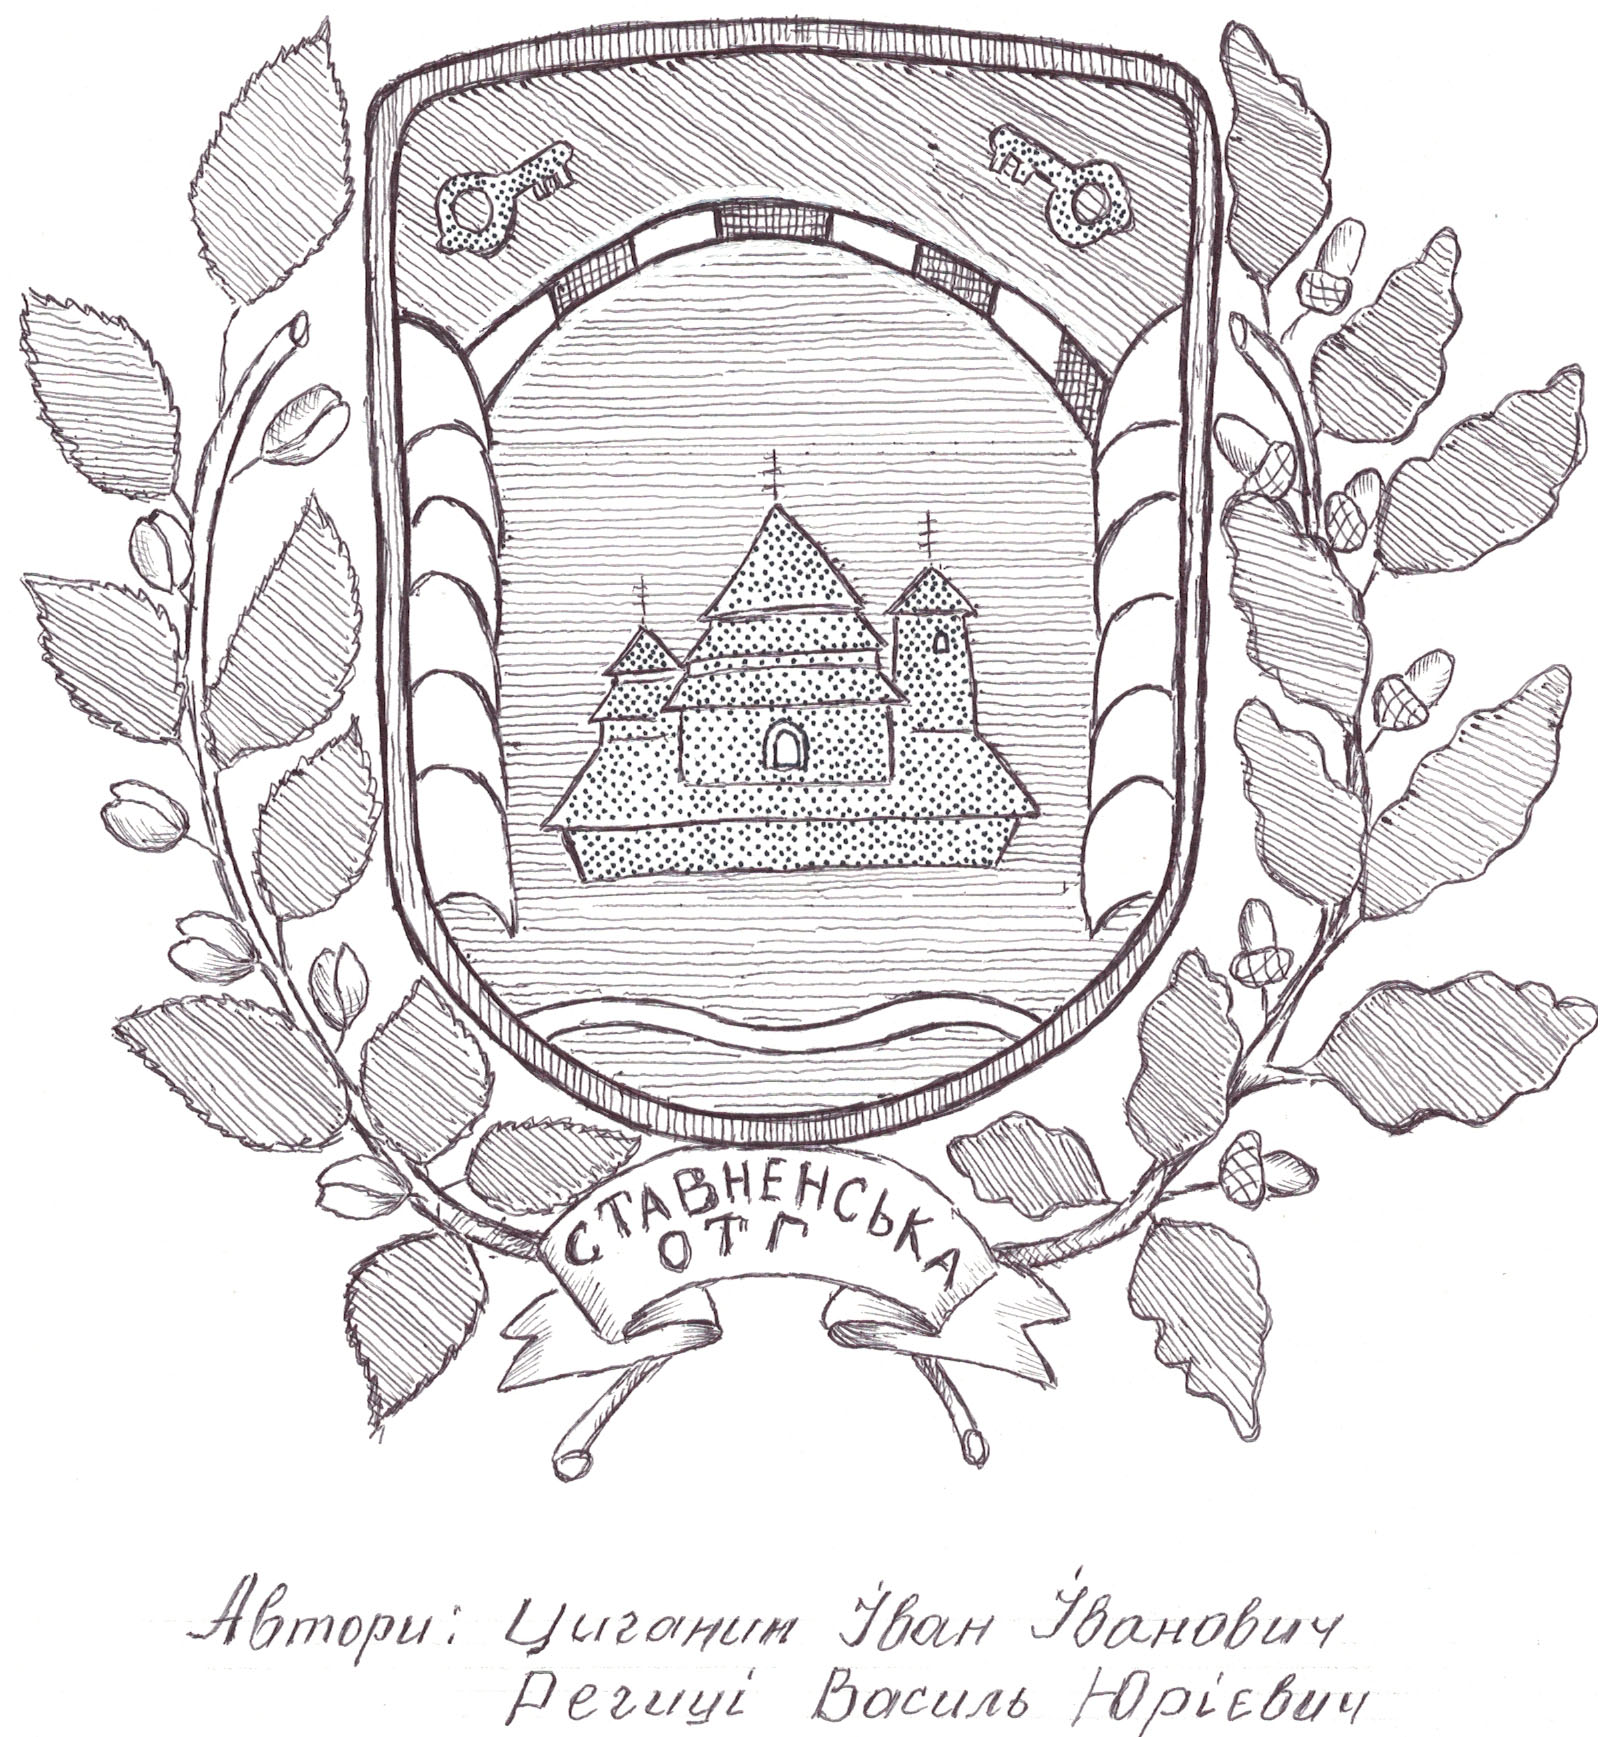 СТАВНЕНСЬКА
ОТГ
Автори: Циганин Іван Іванович
Региці Василь Юрієвич